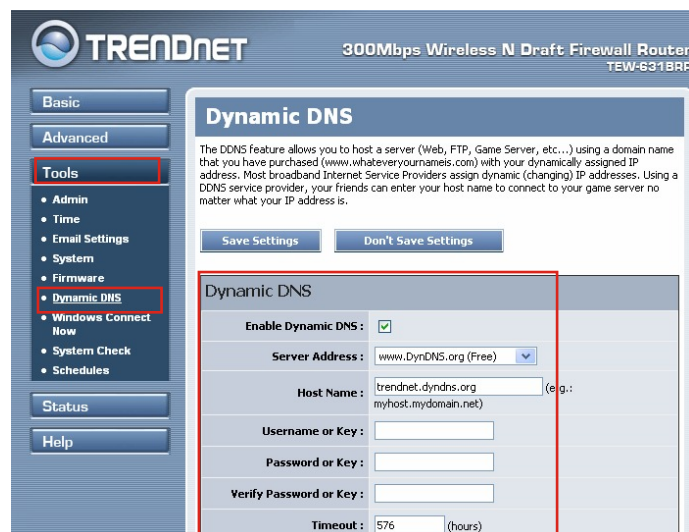 TRENDnet
300Mbps Wireless N Draft Firewall Router
TEW-631BRP
Basic
Advanced
Tools
• Admin
• Time
• Email Settings
• System
• Firmware
• Dynamic DNS
• Windows Connect
Now
• System Check
• Schedules
Status
Help
Dynamic DNS
The DDNS feature allows you to host a server (Web, FTP, Game Server, etc...) using a domain name
that you have purchased (www.whateveryournameis.com) with your dynamically assigned IP
address. Most broadband Internet Service Providers assign dynamic (changing) IP addresses. Using a
DDNS service provider, your friends can enter your host name to connect to your game server no
matter what your IP address is.
Save Settings Don't Save Settings
Dynamic DNS
Enable Dynamic DNS :
Server Address : www.DynDNS.org (Free)
Host Name : trendnet.dyndns.org (e.g.:
myhost.mydomain.net)
Username or Key :
Password or Key :
Verify Password or Key :
Timeout : 576 (hours)